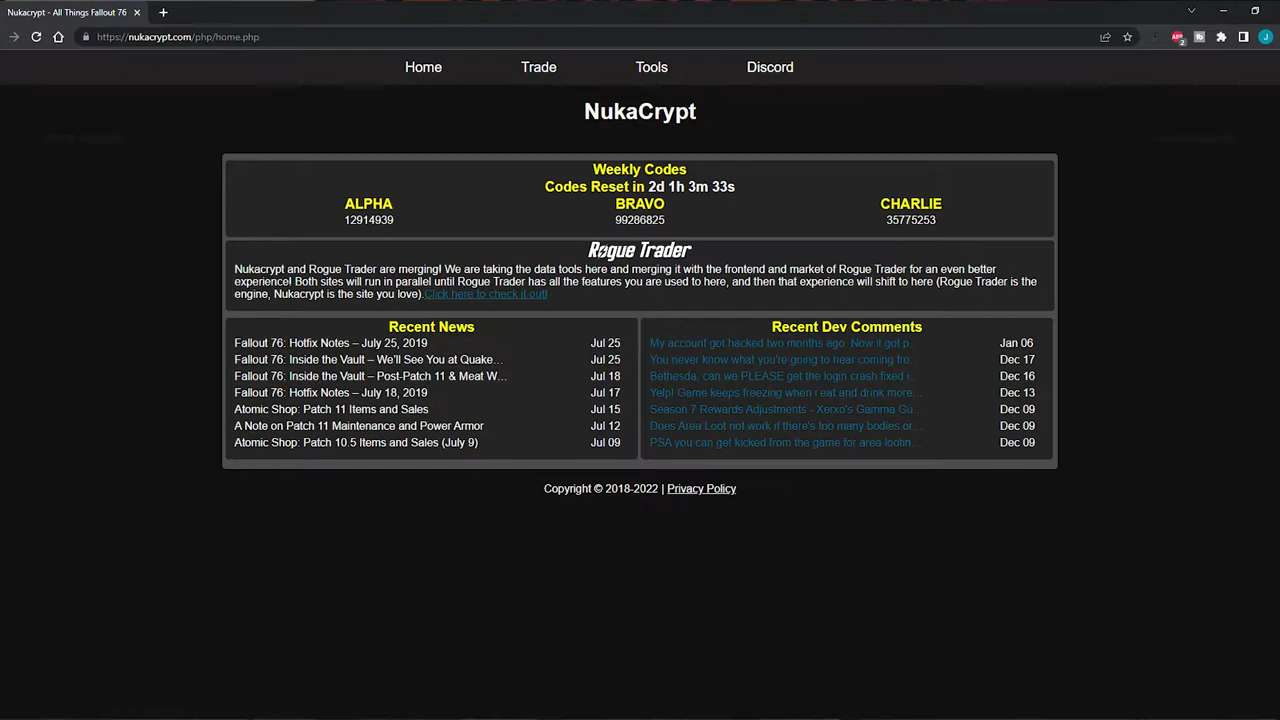 Nukacrypt - All Things Fallout 76
https://nukacrypt.com/php/home.php
2
J
Home Trade Tools Discord
NukaCrypt
Weekly Codes
Codes Reset in 2d 1h 3m 33s
ALPHA BRAVO CHARLIE
12914939 99286825 35775253
Rogue Trader
Nukacrypt and Rogue Trader are merging! We are taking the data tools here and merging it with the frontend and market of Rogue Trader for an even better
experience! Both sites will run in parallel until Rogue Trader has all the features you are used to here, and then that experience will shift to here (Rogue Trader is the
engine, Nukacrypt is the site you love).Click here to check it out!
Recent News
Fallout 76: Hotfix Notes – July 25, 2019 Jul 25
Fallout 76: Inside the Vault – We'll See You at Quake… Jul 25
Fallout 76: Inside the Vault – Post-Patch 11 & Meat W… Jul 18
Fallout 76: Hotfix Notes – July 18, 2019 Jul 17
Atomic Shop: Patch 11 Items and Sales Jul 15
A Note on Patch 11 Maintenance and Power Armor Jul 12
Atomic Shop: Patch 10.5 Items and Sales (July 9) Jul 09
Recent Dev Comments
My account got hacked two months ago. Now it got p… Jan 06
You never know what you're going to hear coming fro… Dec 17
Bethesda, can we PLEASE get the login crash fixed i… Dec 16
Yelp! Game keeps freezing when i eat and drink more… Dec 13
Season 7 Rewards Adjustments - Xerxo's Gamma Gu… Dec 09
Does Area Loot not work if there's too many bodies or… Dec 09
PSA you can get kicked from the game for area lootin… Dec 09
Copyright © 2018-2022 | Privacy Policy